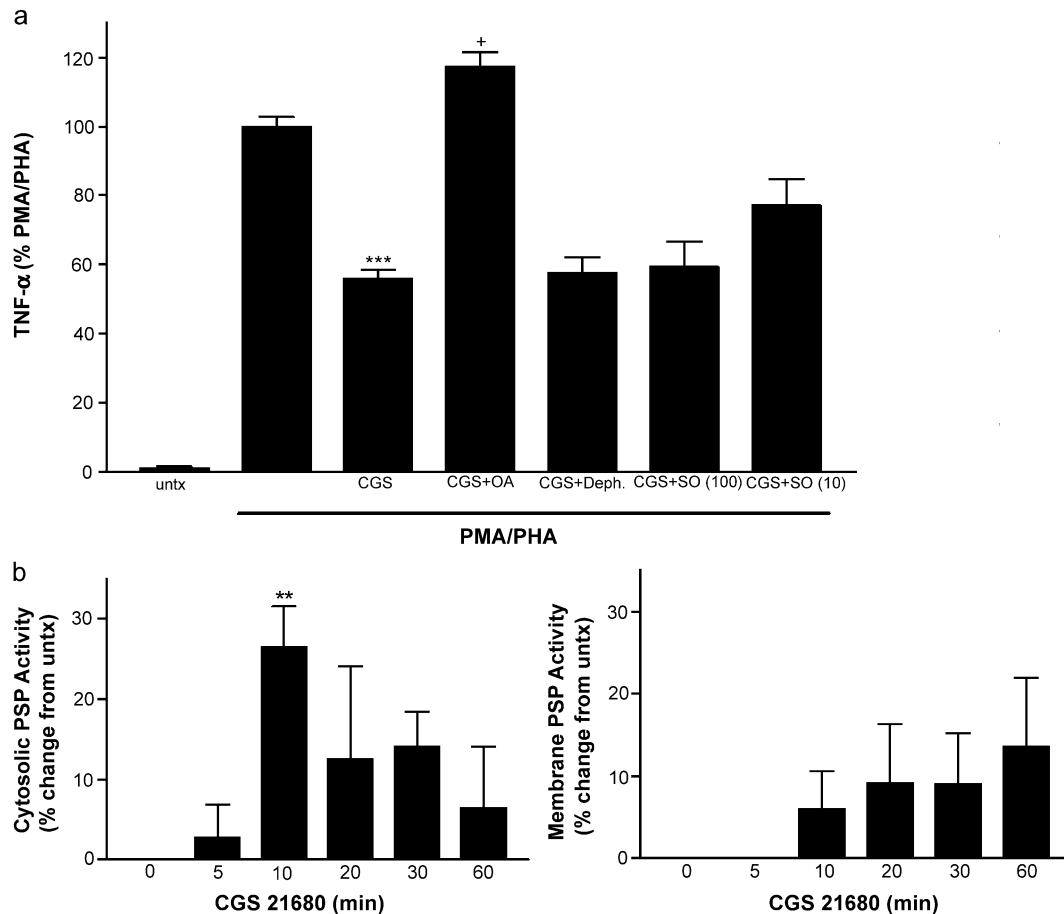 a
TNF-α (% PMA/PHA)
120
100
80
60
40
20
0
+
***
untx
CGS
CGS+OA
CGS+Deph.
CGS+SO (100)
CGS+SO (10)
PMA/PHA
b
Cytosolic PSP Activity
(% change from untx)
30
20
10
0
**
0 5 10 20 30 60
CGS 21680 (min)
Membrane PSP Activity
(% change from untx)
30
20
10
0
0 5 10 20 30 60
CGS 21680 (min)